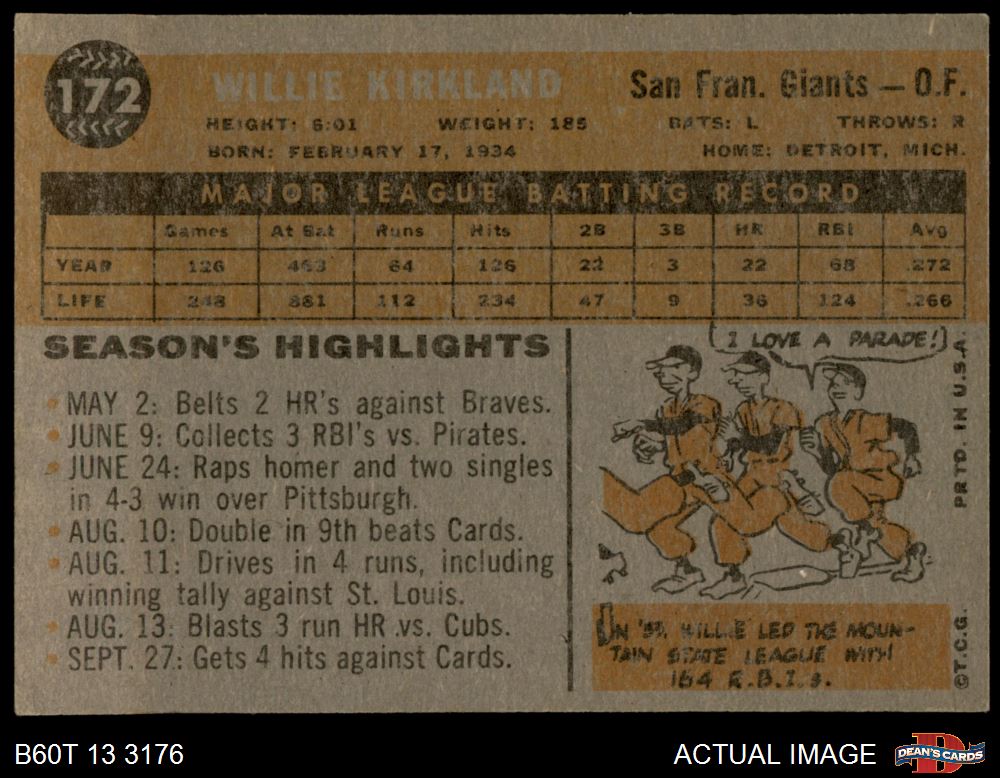 172
WILLIE KIRKLAND
San Fran. Giants — O.F.
HEIGHT: 6:01 WEIGHT: 185 BATS: L THROWS: R
BORN: FEBRUARY 17, 1934 HOME: DETROIT, MICH.
MAJOR LEAGUE BATTING RECORD
Games At Bat Runs Hits 2B 3B HR RBI Avg
YEAR 126 463 64 126 22 3 22 68 .272
LIFE 248 881 112 234 47 9 36 124 .266
SEASON'S HIGHLIGHTS
• MAY 2: Belts 2 HR's against Braves.
• JUNE 9: Collects 3 RBI's vs. Pirates.
• JUNE 24: Raps homer and two singles
in 4-3 win over Pittsburgh.
• AUG. 10: Double in 9th beats Cards.
• AUG. 11: Drives in 4 runs, including
winning tally against St. Louis.
• AUG. 13: Blasts 3 run HR vs. Cubs.
• SEPT. 27: Gets 4 hits against Cards.
I LOVE A PARADE!
IN WILLIE LED THE MOUN-
TAIN STATE LEAGUE WITH
164 R.B.I.s.
PRTD. IN U.S.A.
©T.C.G.
B60T 13 3176
ACTUAL IMAGE
DEAN'S CARDS